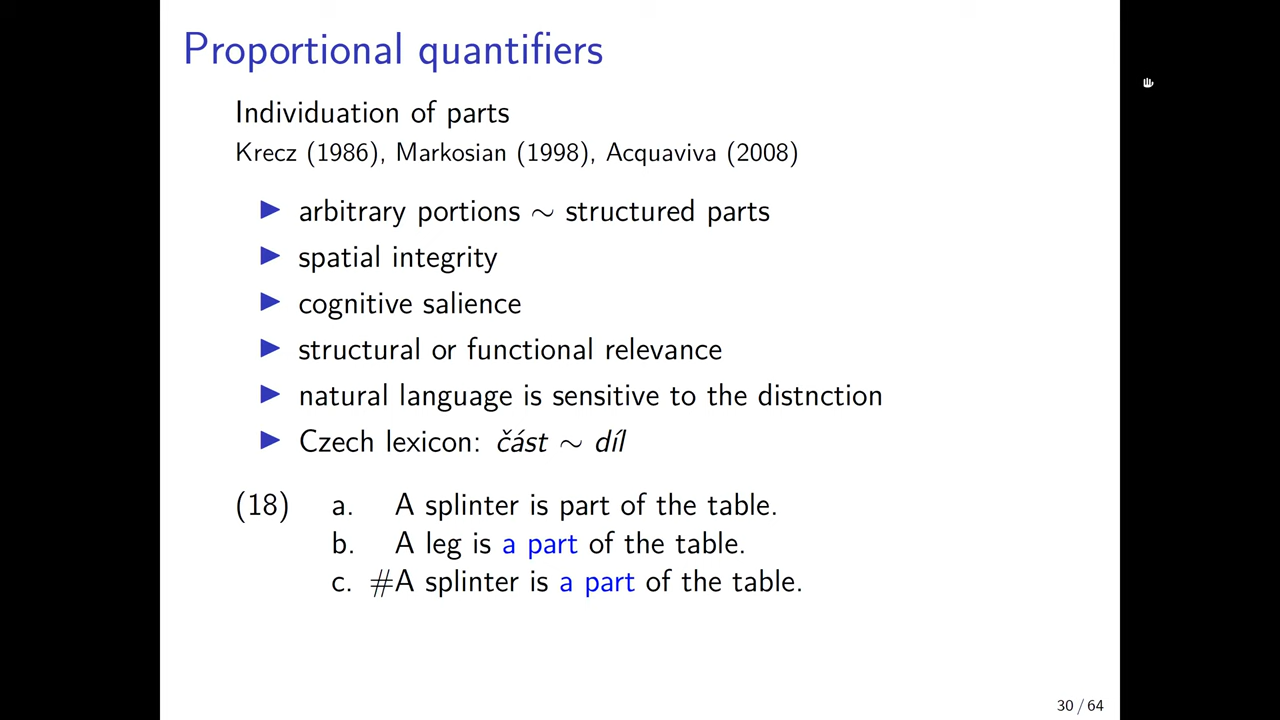 Proportional quantifiers
Individuation of parts
Krecz (1986), Markosian (1998), Acquaviva (2008)
▶ arbitrary portions ∼ structured parts
▶ spatial integrity
▶ cognitive salience
▶ structural or functional relevance
▶ natural language is sensitive to the distnction
▶ Czech lexicon: část ∼ díl
(18) a. A splinter is part of the table.
b. A leg is a part of the table.
c. #A splinter is a part of the table.
30 / 64